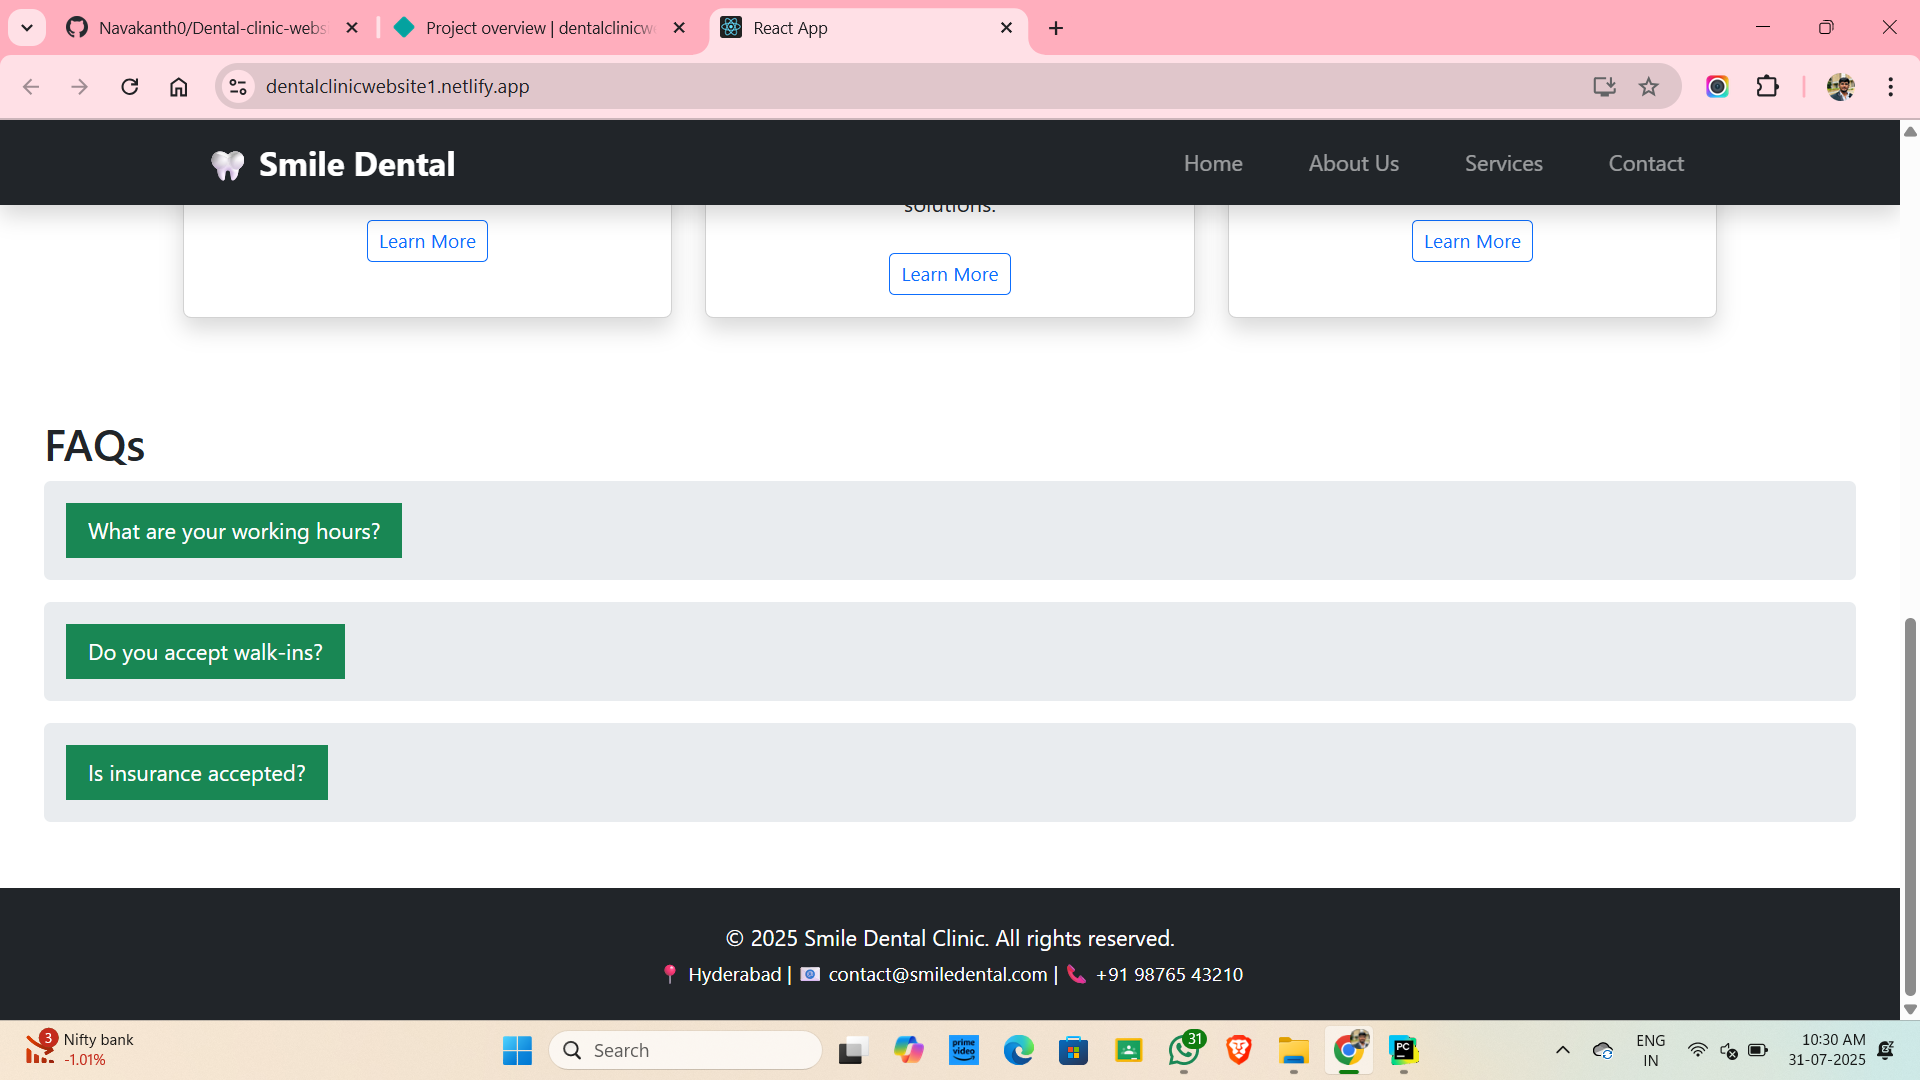 Navakanth0/Dental-clinic-webs
Project overview | dentalclinicw
React App
dentalclinicwebsite1.netlify.app
🦷 Smile Dental
Home
About Us
Services
Contact
solutions.
Learn More
Learn More
Learn More
FAQs
What are your working hours?
Do you accept walk-ins?
Is insurance accepted?
© 2025 Smile Dental Clinic. All rights reserved.
📍 Hyderabad | 📧 contact@smiledental.com | 📞 +91 98765 43210
3
Nifty bank
-1.01%
Search
prime video
31
PC
ENG
IN
10:30 AM
31-07-2025